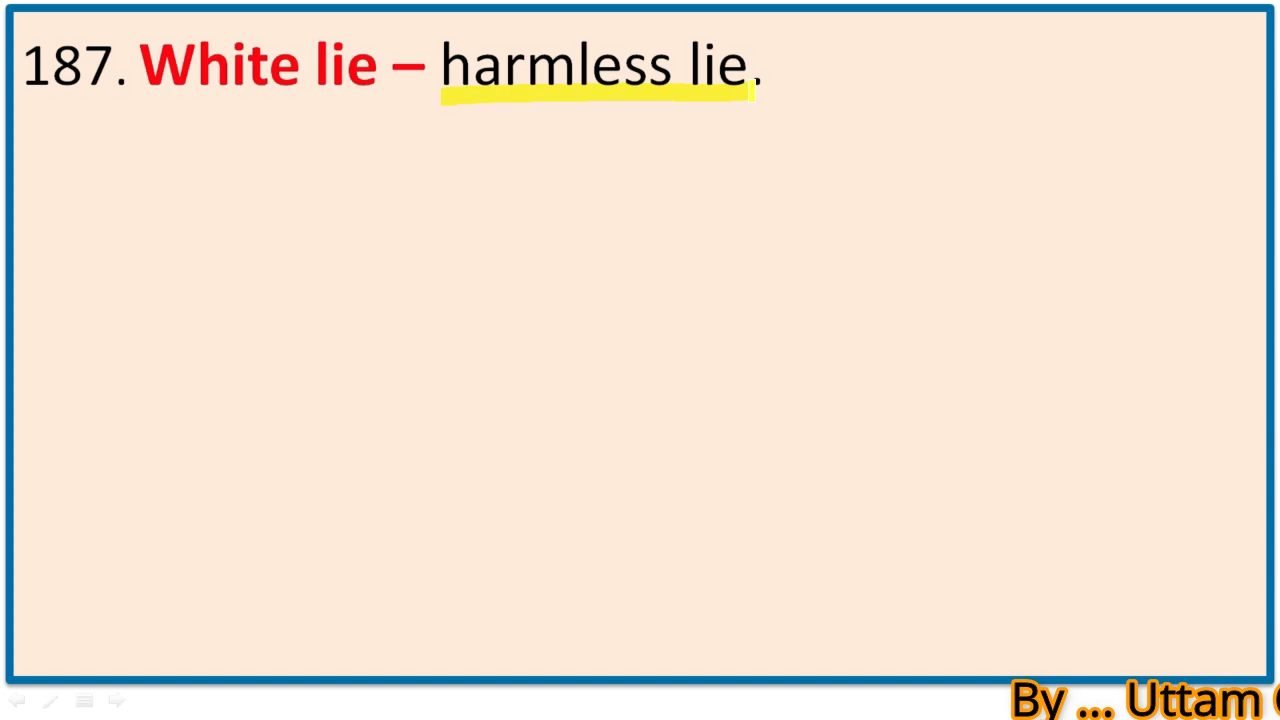 187. White lie – harmless lie.
By ... Uttam